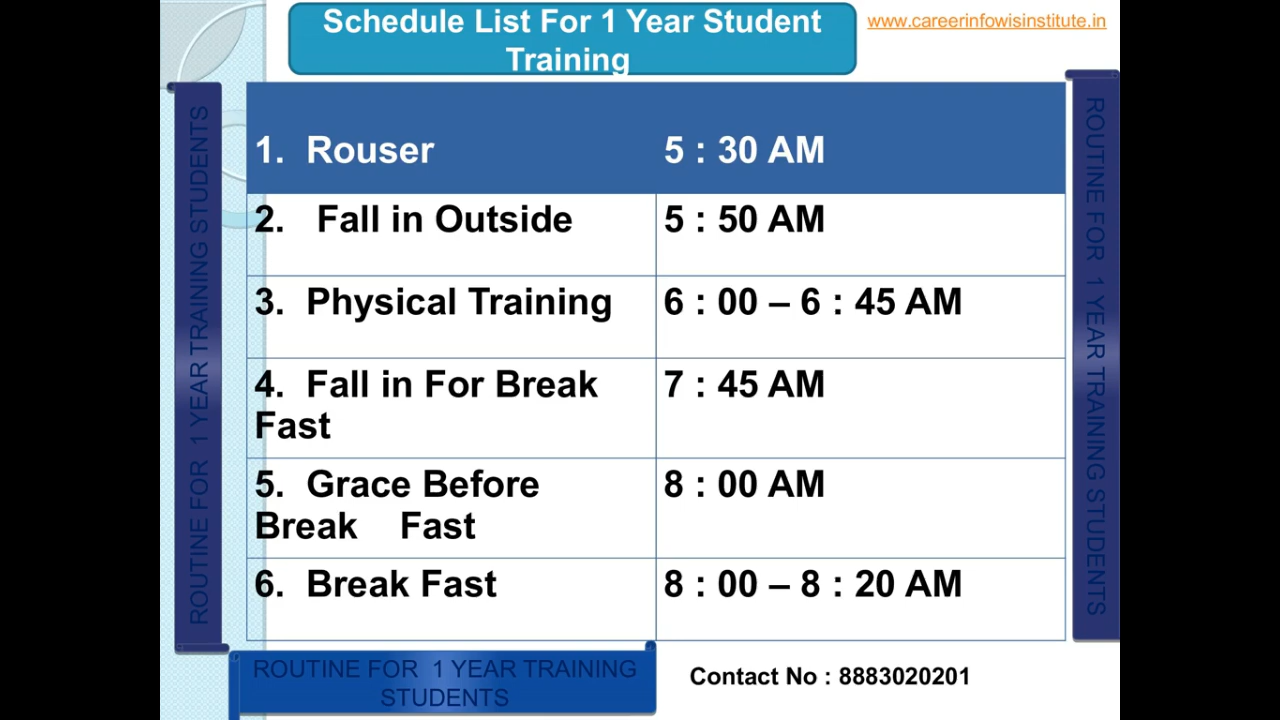 Schedule List For 1 Year Student
Training
www.careerinfowisinstitute.in
1. Rouser 5 : 30 AM
2. Fall in Outside 5 : 50 AM
3. Physical Training 6 : 00 – 6 : 45 AM
4. Fall in For Break 7 : 45 AM
Fast
5. Grace Before 8 : 00 AM
Break Fast
6. Break Fast 8 : 00 – 8 : 20 AM
ROUTINE FOR 1 YEAR TRAINING STUDENTS
ROUTINE FOR 1 YEAR TRAINING STUDENTS
ROUTINE FOR 1 YEAR TRAINING
STUDENTS
Contact No : 8883020201